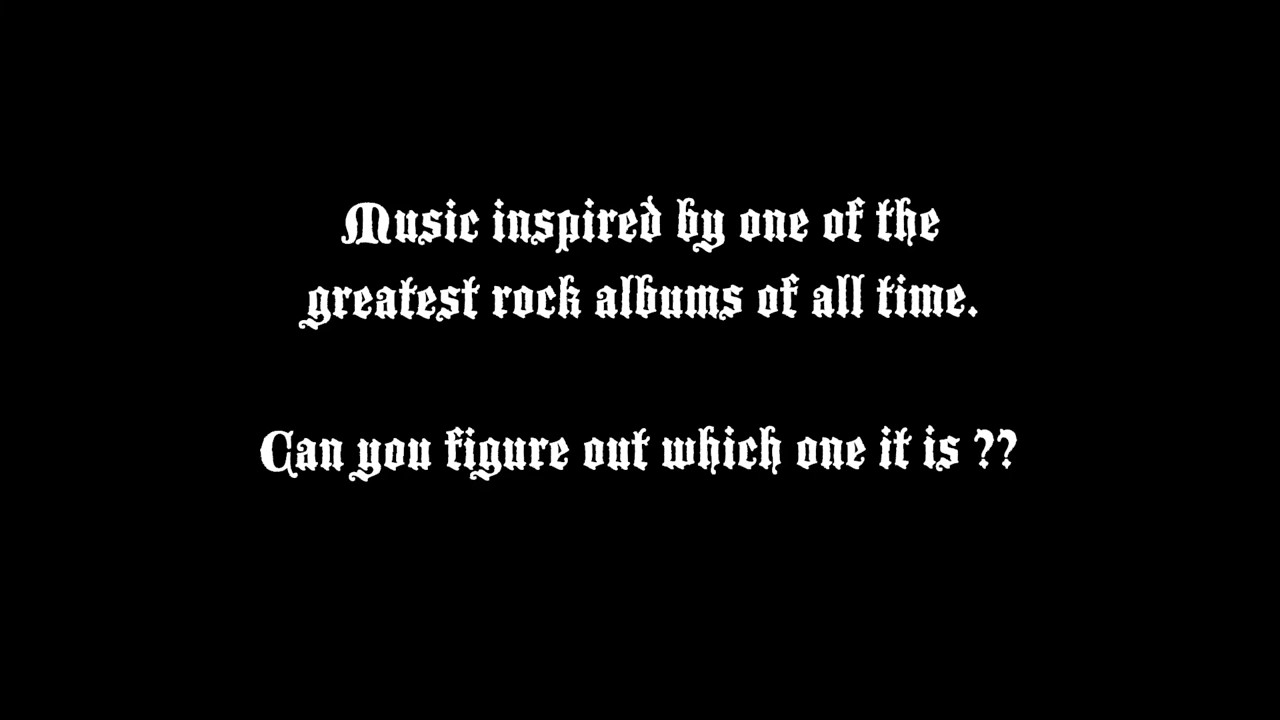 Music inspired by one of the
greatest rock albums of all time.
Can you figure out which one it is ??